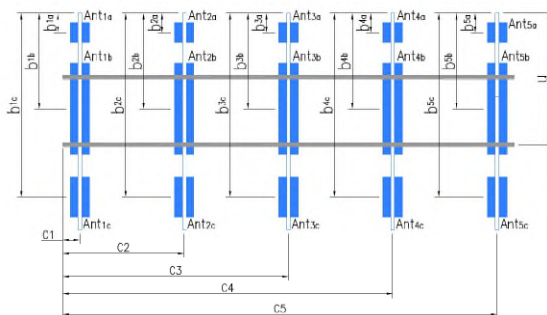 Ant1a
Ant2a
Ant3a
Ant4a
Ant5a
b1a
b2a
b3a
b4a
b5a
Ant1b
Ant2b
Ant3b
Ant4b
Ant5b
b1b
b2b
b3b
b4b
b5b
b1c
b2c
b3c
b4c
b5c
Ant1c
Ant2c
Ant3c
Ant4c
Ant5c
C1
C2
C3
C4
C5